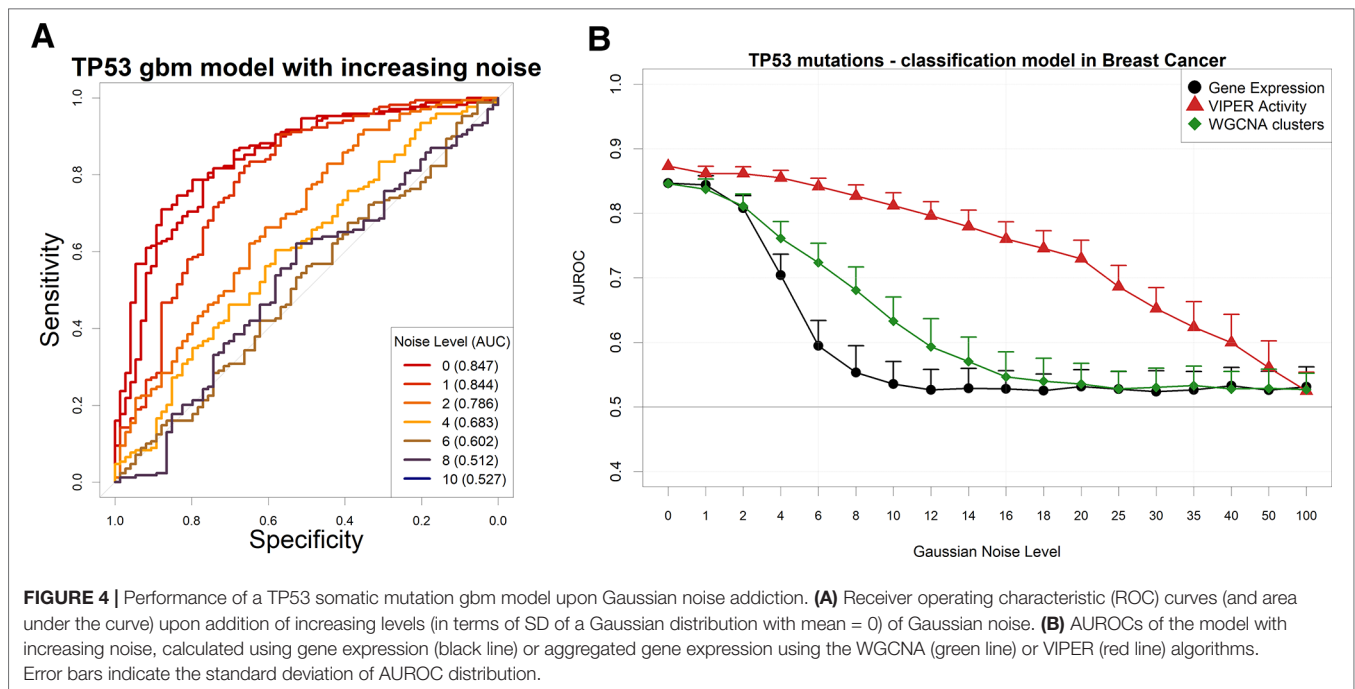 A
TP53 gbm model with increasing noise
1.0
0.8
0.6
0.4
0.2
0.0
Sensitivity
1.0 0.8 0.6 0.4 0.2 0.0
Specificity
Noise Level (AUC)
0 (0.847)
1 (0.844)
2 (0.786)
4 (0.683)
6 (0.602)
8 (0.512)
10 (0.527)
B
TP53 mutations - classification model in Breast Cancer
1.0
0.9
0.8
0.7
0.6
0.5
0.4
AUROC
Gene Expression
VIPER Activity
WGCNA clusters
0 1 2 4 6 8 10 12 14 16 18 20 25 30 35 40 50 100
Gaussian Noise Level
FIGURE 4 | Performance of a TP53 somatic mutation gbm model upon Gaussian noise addiction. (A) Receiver operating characteristic (ROC) curves (and area
under the curve) upon addition of increasing levels (in terms of SD of a Gaussian distribution with mean = 0) of Gaussian noise. (B) AUROCs of the model with
increasing noise, calculated using gene expression (black line) or aggregated gene expression using the WGCNA (green line) or VIPER (red line) algorithms.
Error bars indicate the standard deviation of AUROC distribution.